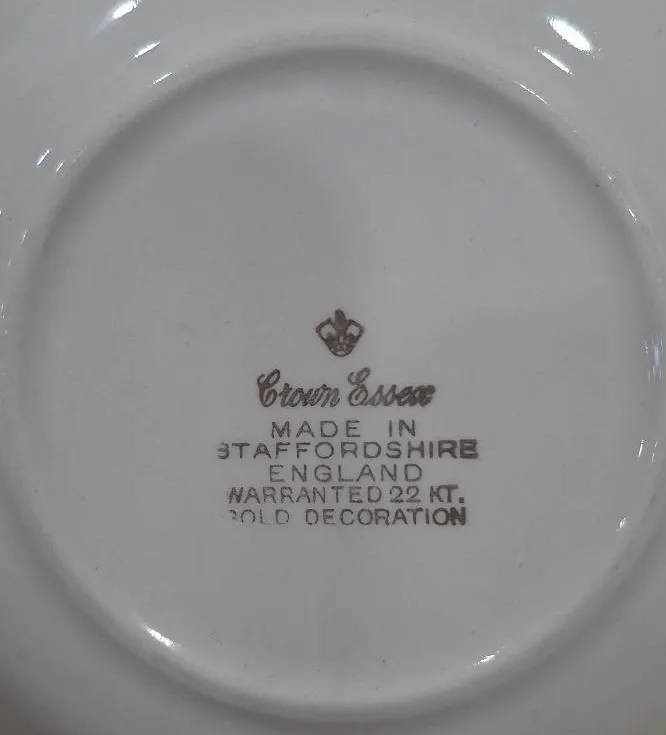 Crown Essex
MADE IN
STAFFORDSHIRE
ENGLAND
WARRANTED 22 KT.
GOLD DECORATION